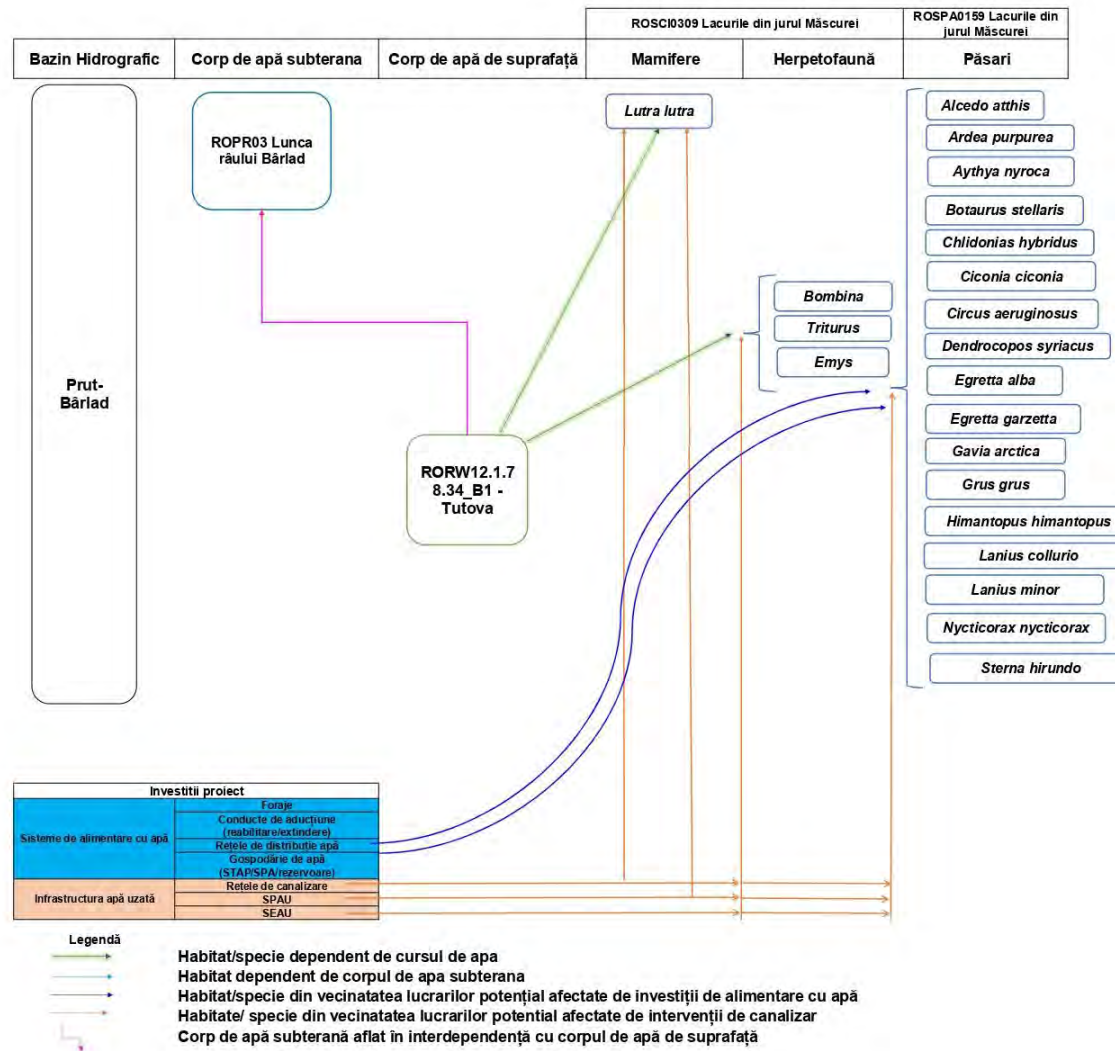 ROSCI0309 Lacurile din jurul Măscurei
ROSPA0159 Lacurile din
jurul Măscurei
Bazin Hidrografic
Corp de apă subterana
Corp de apă de suprafață
Mamifere
Herpetofaună
Păsari
Prut-
Bârlad
ROPR03 Lunca
râului Bârlad
RORW12.1.7
8.34_B1 -
Tutova
Lutra lutra
Bombina
Triturus
Emys
Alcedo atthis
Ardea purpurea
Aythya nyroca
Botaurus stellaris
Chlidonias hybridus
Ciconia ciconia
Circus aeruginosus
Dendrocopos syriacus
Egretta alba
Egretta garzetta
Gavia arctica
Grus grus
Himantopus himantopus
Lanius collurio
Lanius minor
Nycticorax nycticorax
Sterna hirundo
Investitii proiect
Sisteme de alimentare cu apă
Foraje
Conducte de aducțiune
(reabilitare/extindere)
Rețele de distribuție apă
Gospodărie de apă
(STAP/SPA/rezervoare)
Infrastructura apă uzată
Rețele de canalizare
SPAU
SEAU
Legendă
Habitat/specie dependent de cursul de apa
Habitat dependent de corpul de apa subterana
Habitat/specie din vecinatatea lucrarilor potențial afectate de investiții de alimentare cu apă
Habitate/ specie din vecinatatea lucrarilor potential afectate de intervenții de canalizar
Corp de apă subterană aflat în interdependență cu corpul de apă de suprafață